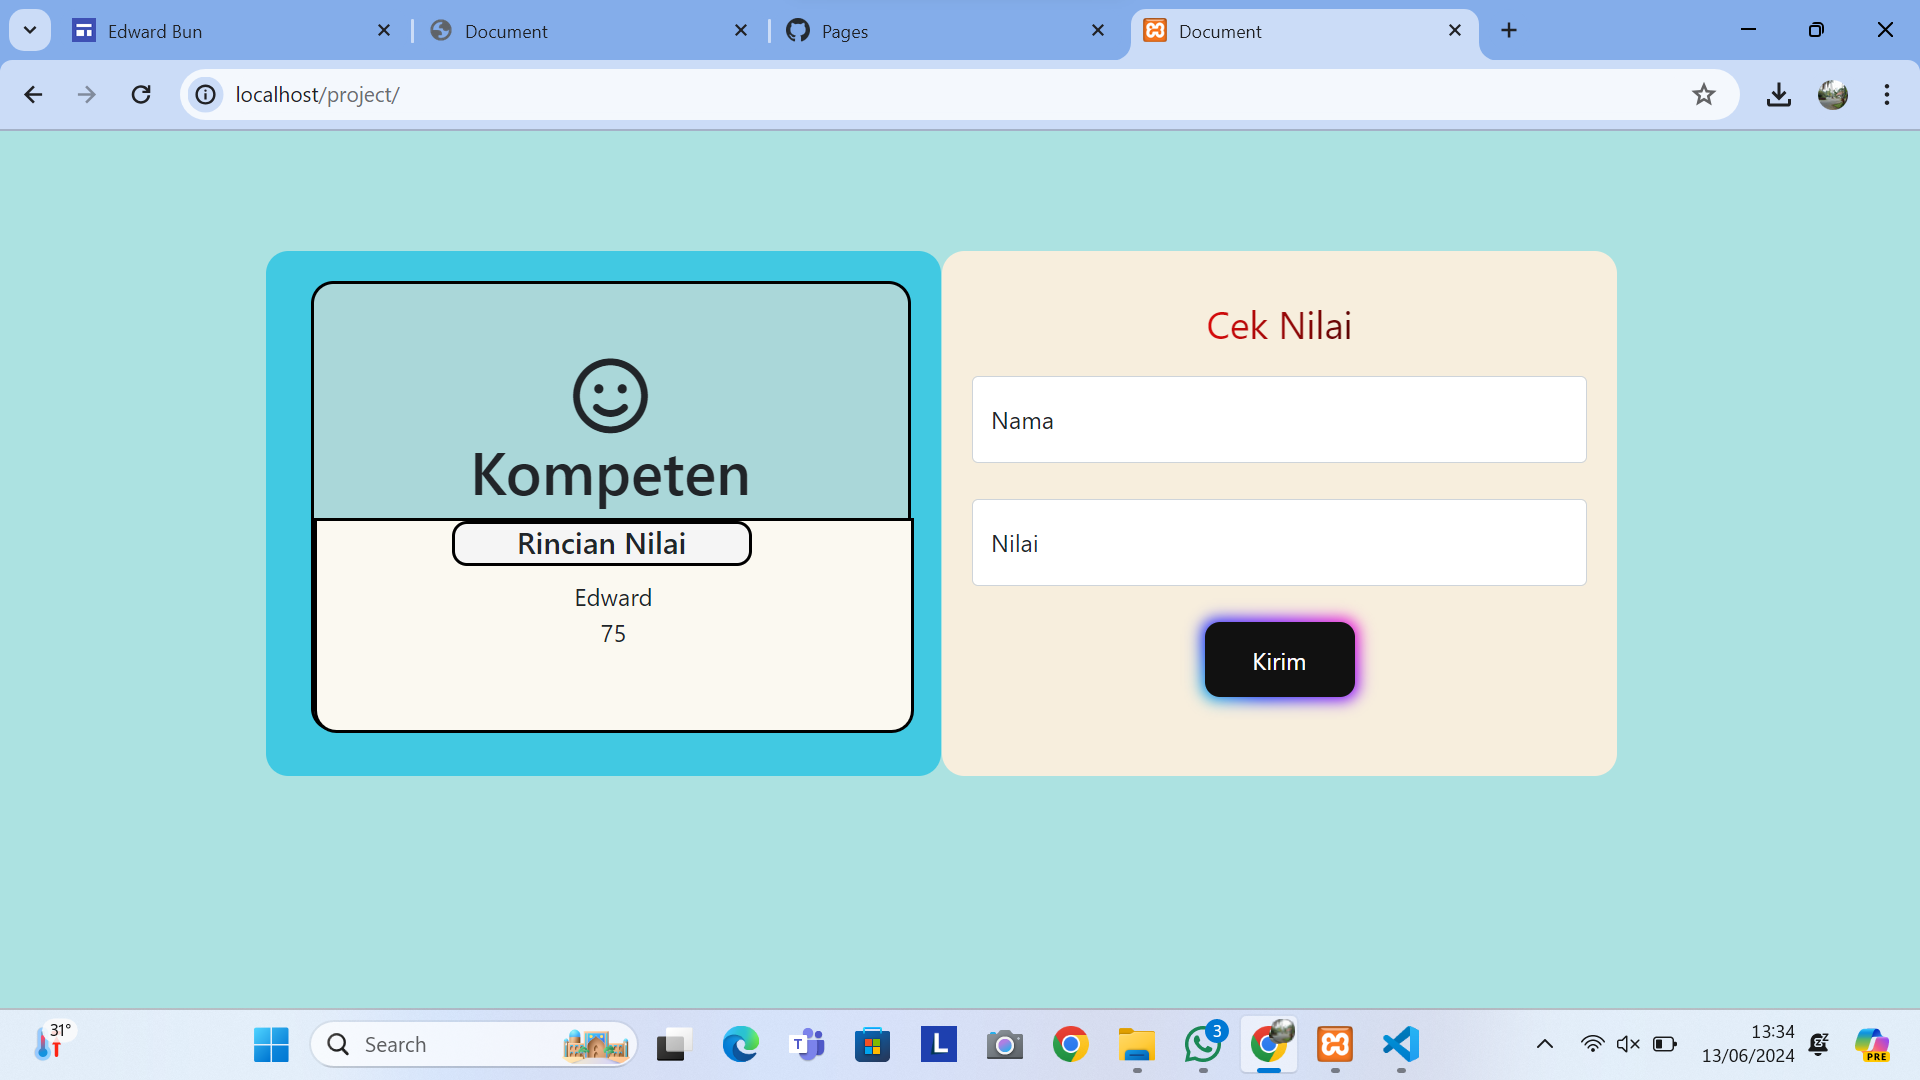 Edward Bun
Document
Pages
Document
localhost/project/
Kompeten
Rincian Nilai
Edward
75
Cek Nilai
Nama
Nilai
Kirim
31°
Search
T
L
3
13:34
13/06/2024
PRE